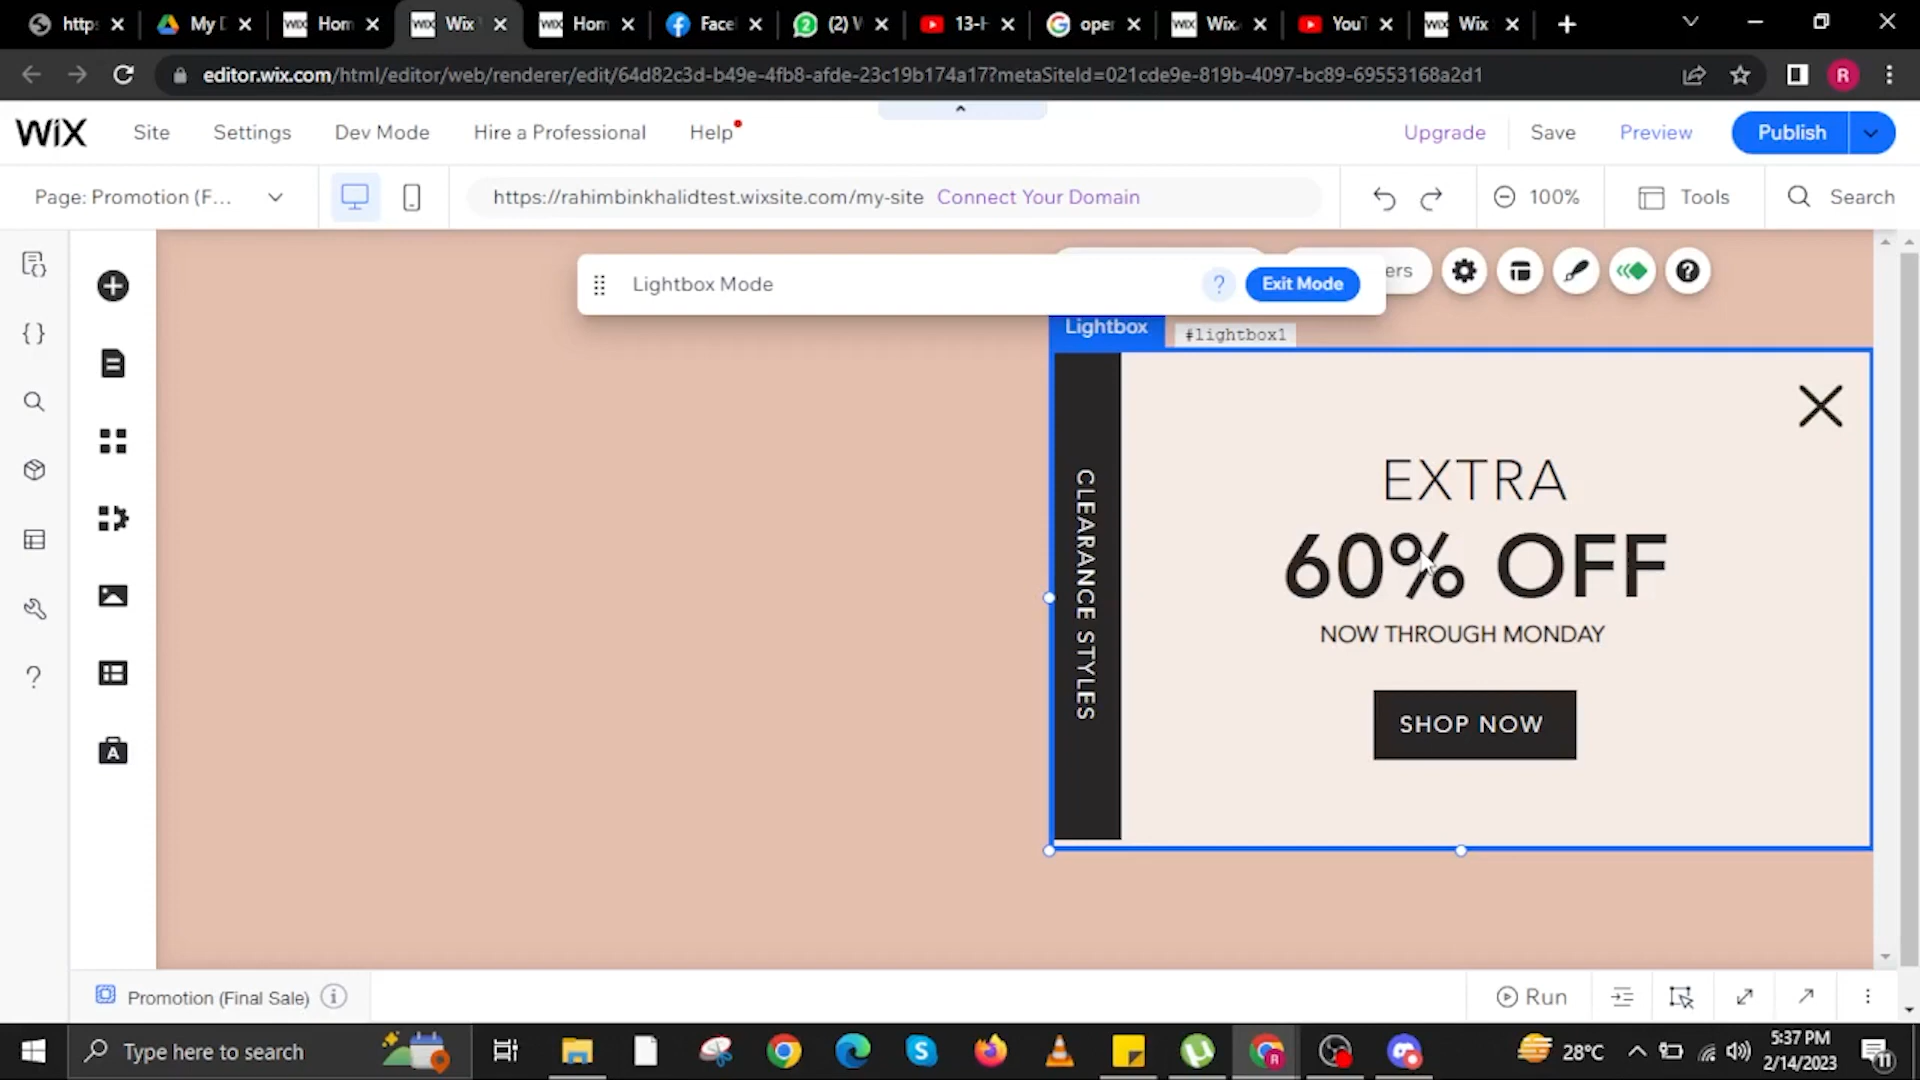 http:
My D
Hom
Wix
Hom
Face
(2) W
13-H
oper
Wix.
YouT
Wix
editor.wix.com/html/editor/web/renderer/edit/64d82c3d-b49e-4fb8-afde-23c19b174a17?metaSiteId=021cde9e-819b-4097-bc89-69553168a2d1
R
WiX
Site
Settings
Dev Mode
Hire a Professional
Help
Upgrade
Save
Preview
Publish
Page: Promotion (F...
https://rahimbinkhalidtest.wixsite.com/my-site
Connect Your Domain
100%
Tools
Search
Lightbox Mode
?
Exit Mode
ers
?
Lightbox
#lightbox1
CLEARANCE STYLES
EXTRA
60% OFF
NOW THROUGH MONDAY
SHOP NOW
{ }
?
A
Promotion (Final Sale)
Run
Type here to search
28°C
5:37 PM
2/14/2023
11